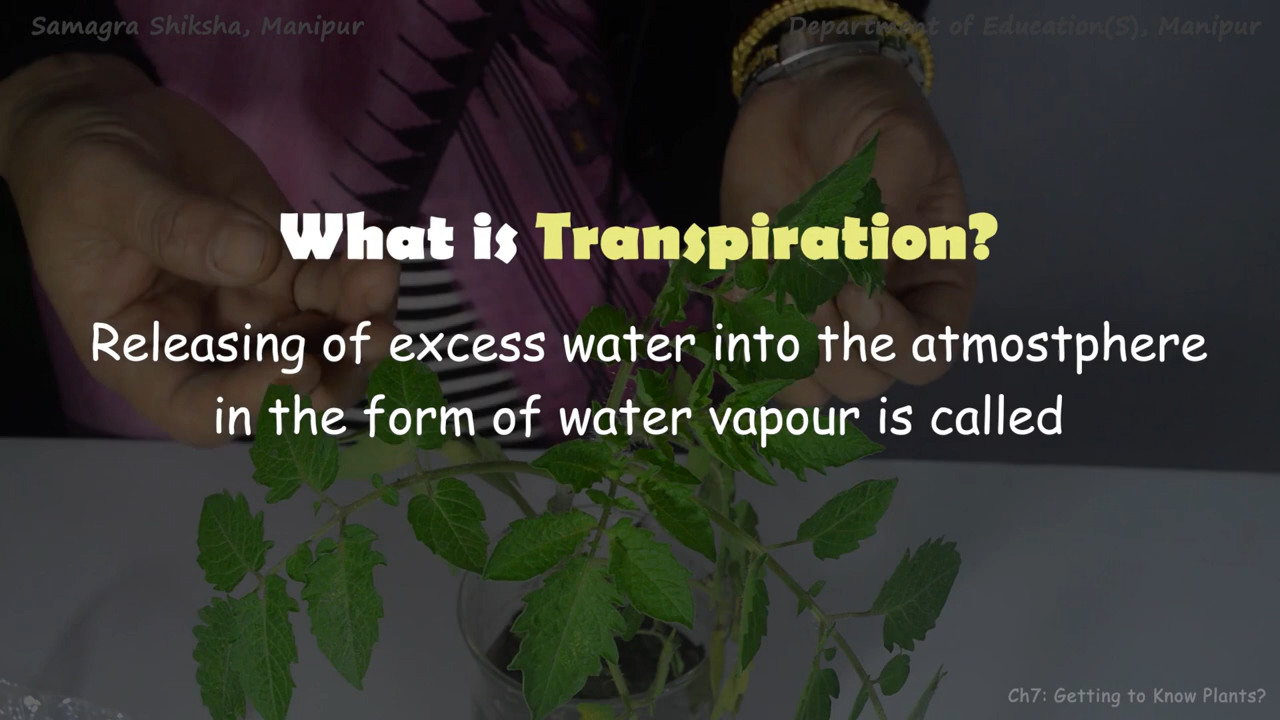 Samagra Shiksha, Manipur
Department of Education(S), Manipur
What is Transpiration?
Releasing of excess water into the atmostphere
in the form of water vapour is called
Ch7: Getting to Know Plants?